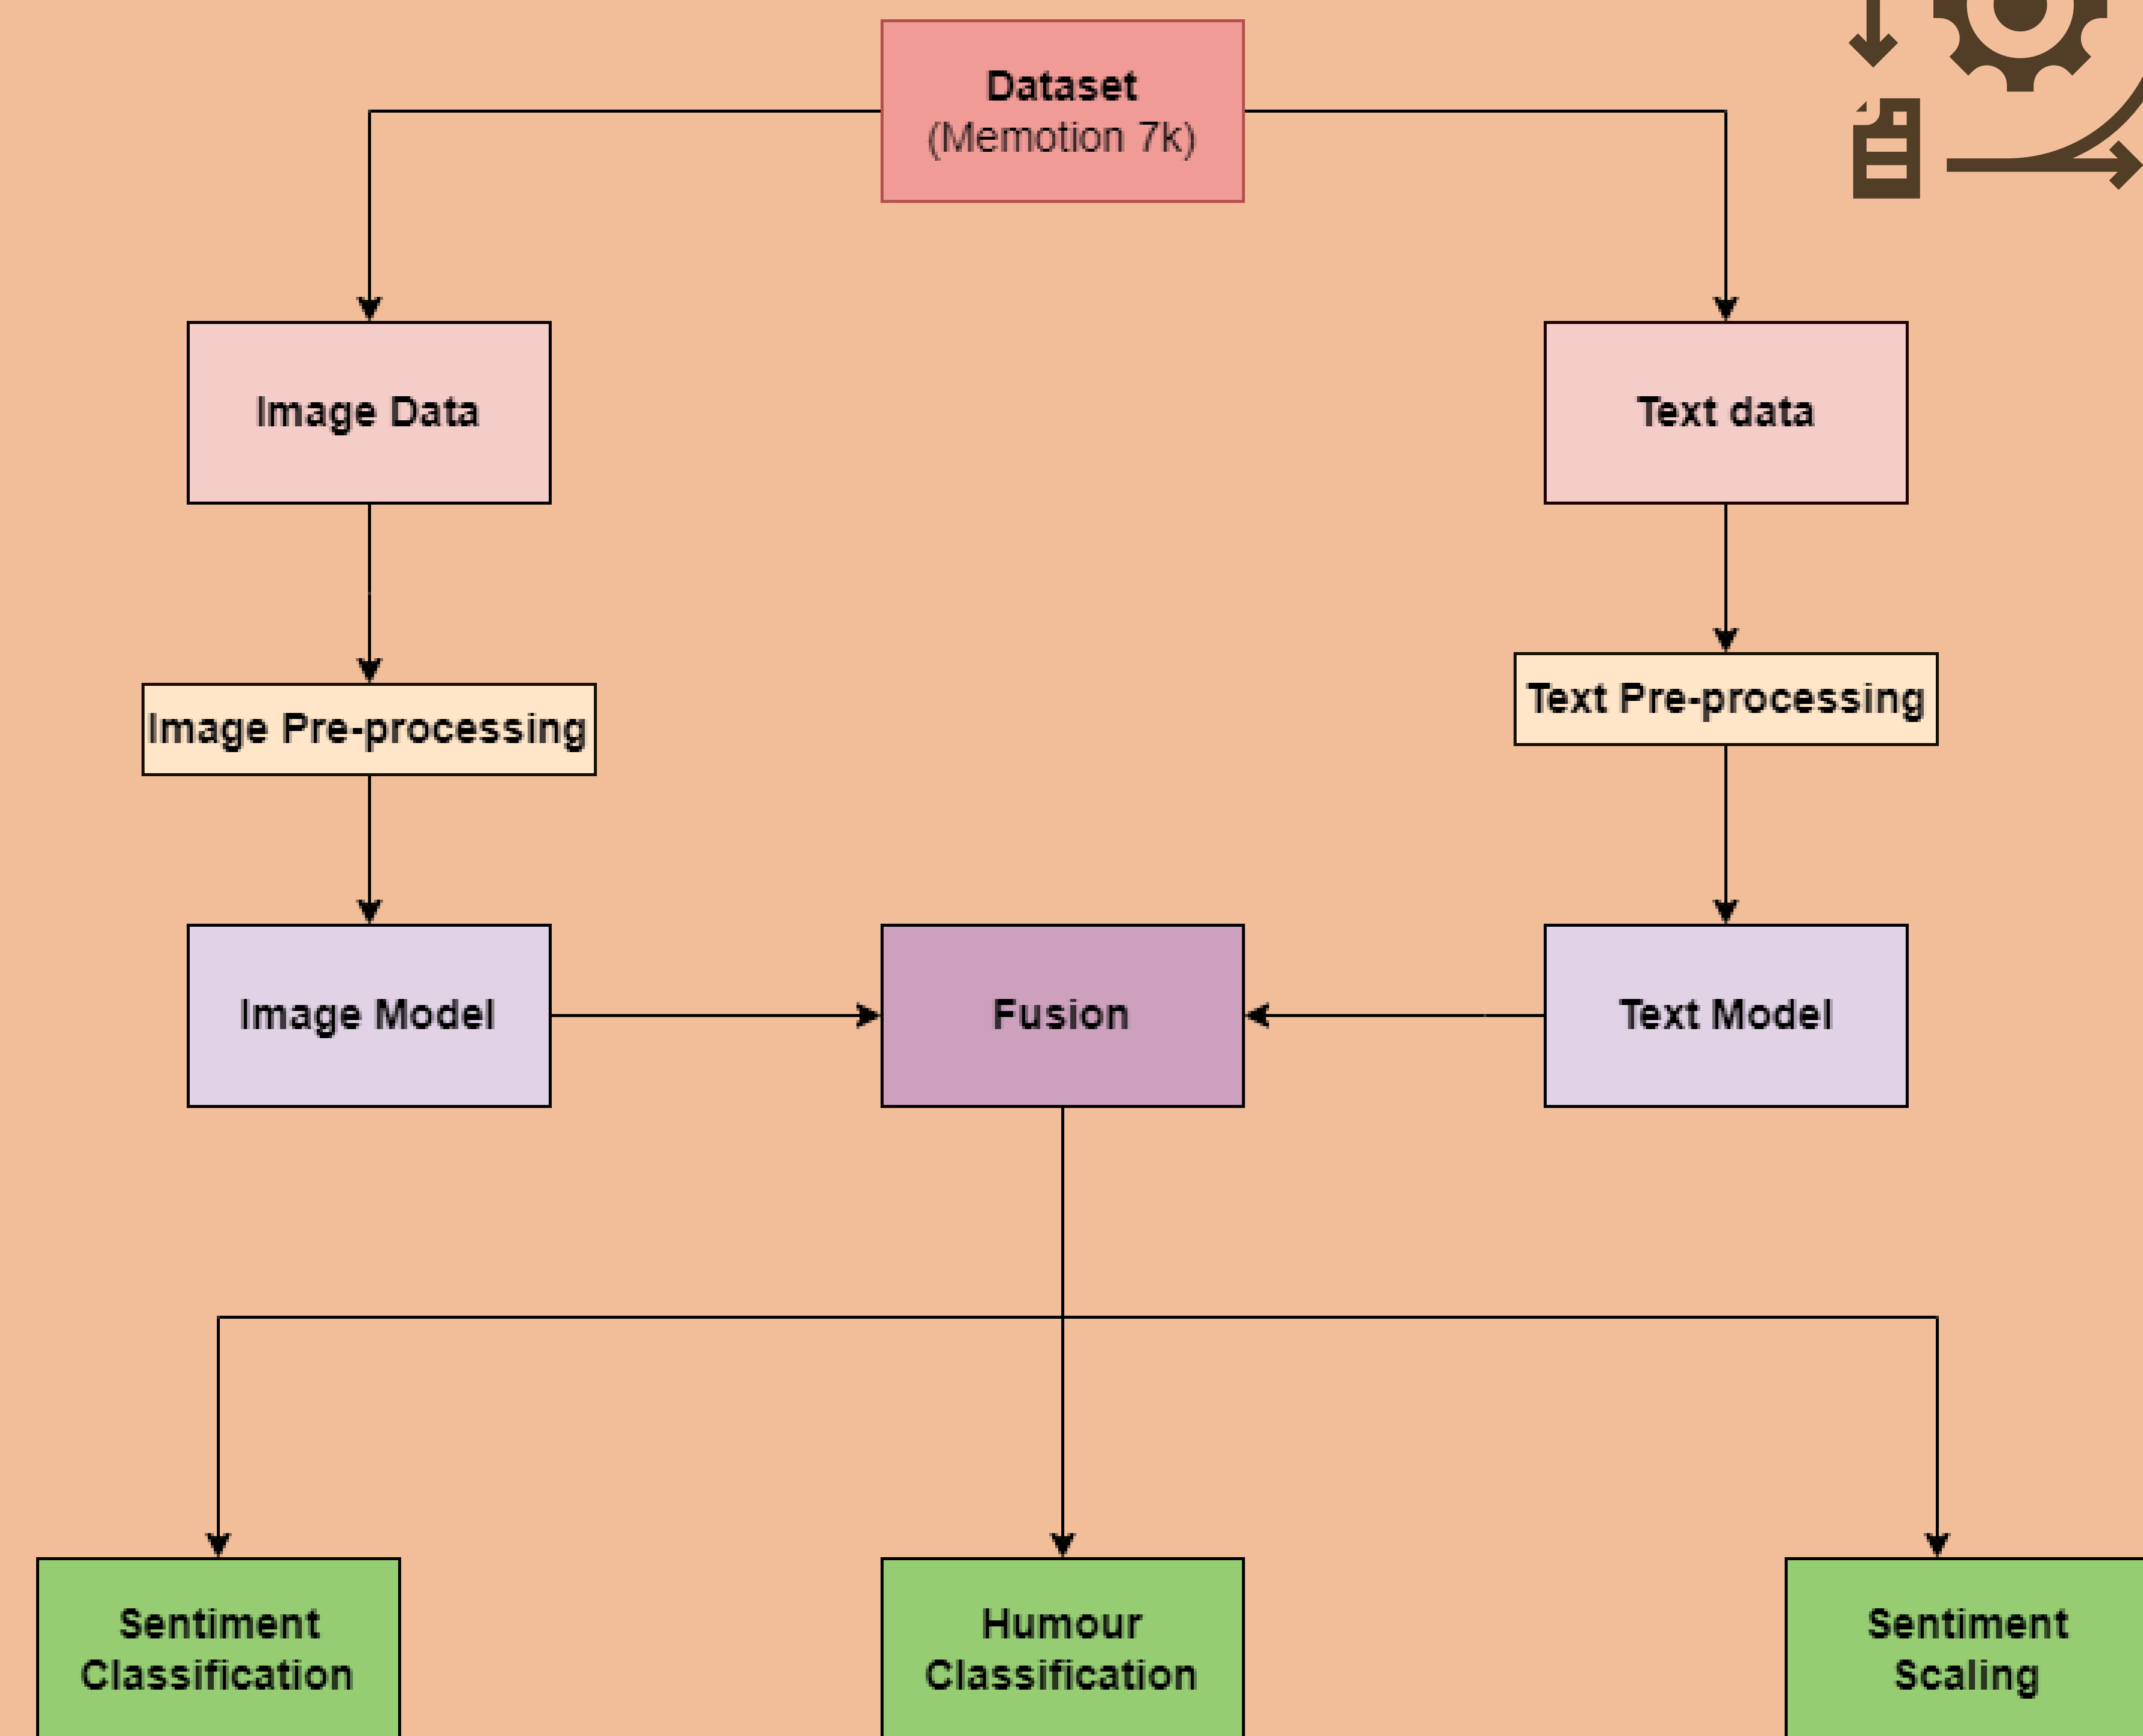 Dataset
(Memotion 7k)
Image Data
Text data
Image Pre-processing
Text Pre-processing
Image Model
Fusion
Text Model
Sentiment
Classification
Humour
Classification
Sentiment
Scaling